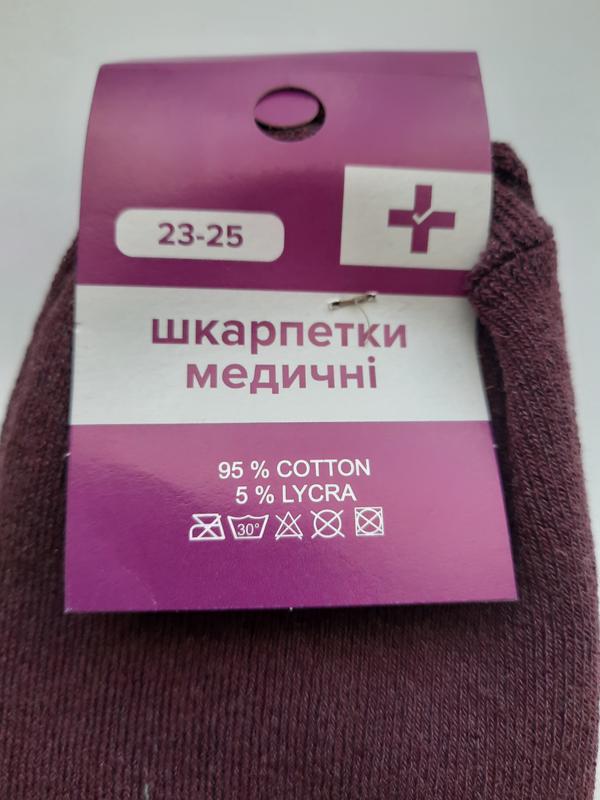 23-25
шкарпетки
медичні
95 % COTTON
5 % LYCRA
30°